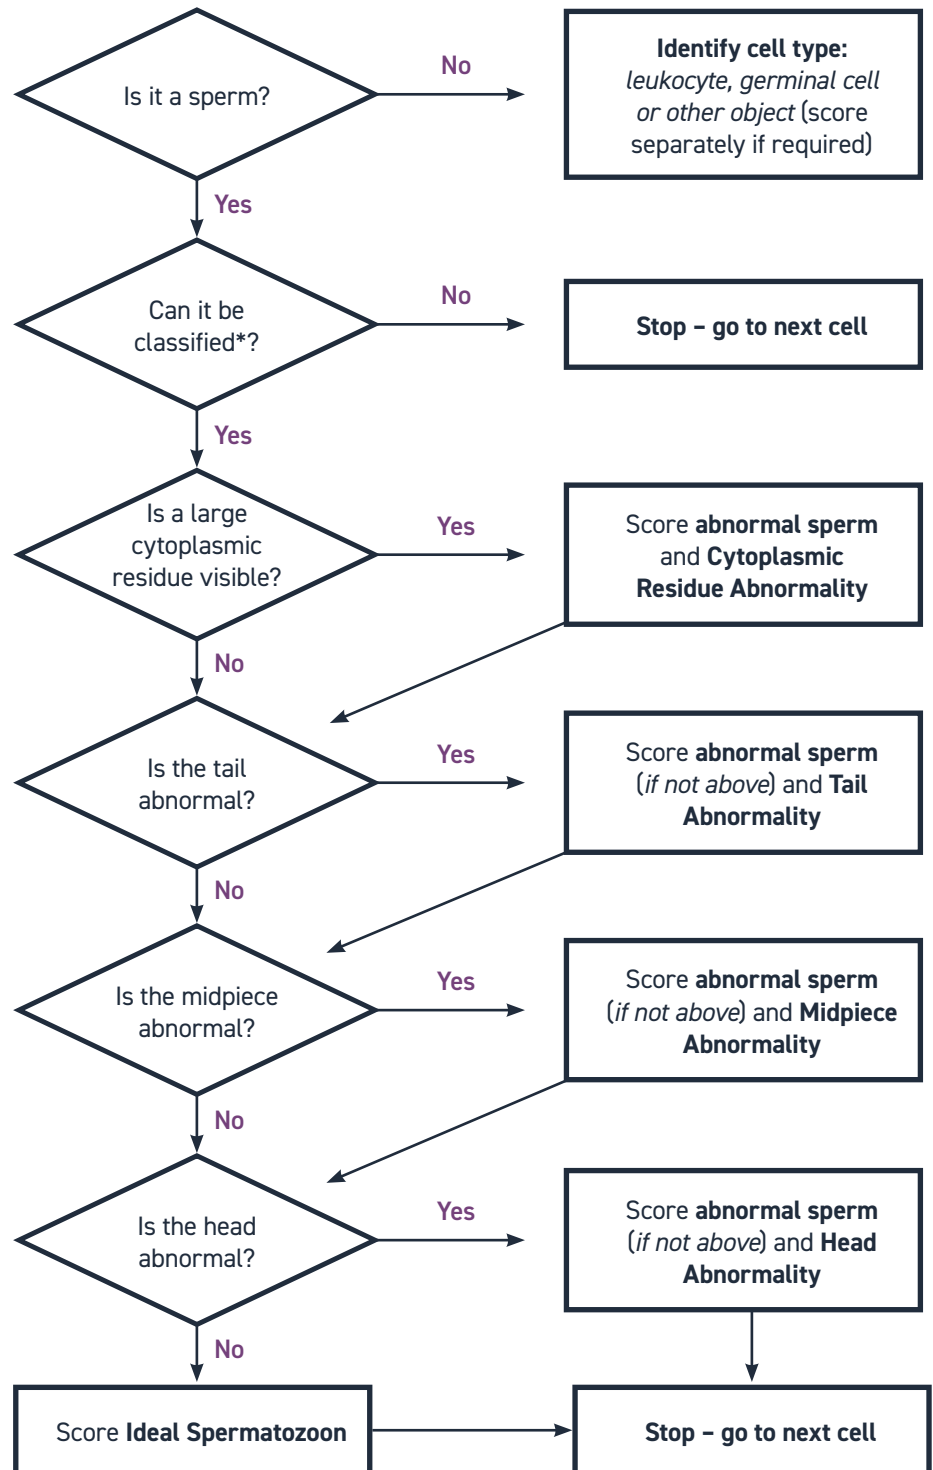 Is it a sperm?
No
Identify cell type:
leukocyte, germinal cell
or other object (score
separately if required)
Yes
Can it be
classified*?
No
Stop – go to next cell
Yes
Is a large
cytoplasmic
residue visible?
Yes
Score abnormal sperm
and Cytoplasmic
Residue Abnormality
No
Is the tail
abnormal?
Yes
Score abnormal sperm
(if not above) and Tail
Abnormality
No
Is the midpiece
abnormal?
Yes
Score abnormal sperm
(if not above) and Midpiece
Abnormality
No
Is the head
abnormal?
Yes
Score abnormal sperm
(if not above) and Head
Abnormality
No
Score Ideal Spermatozoon
Stop – go to next cell